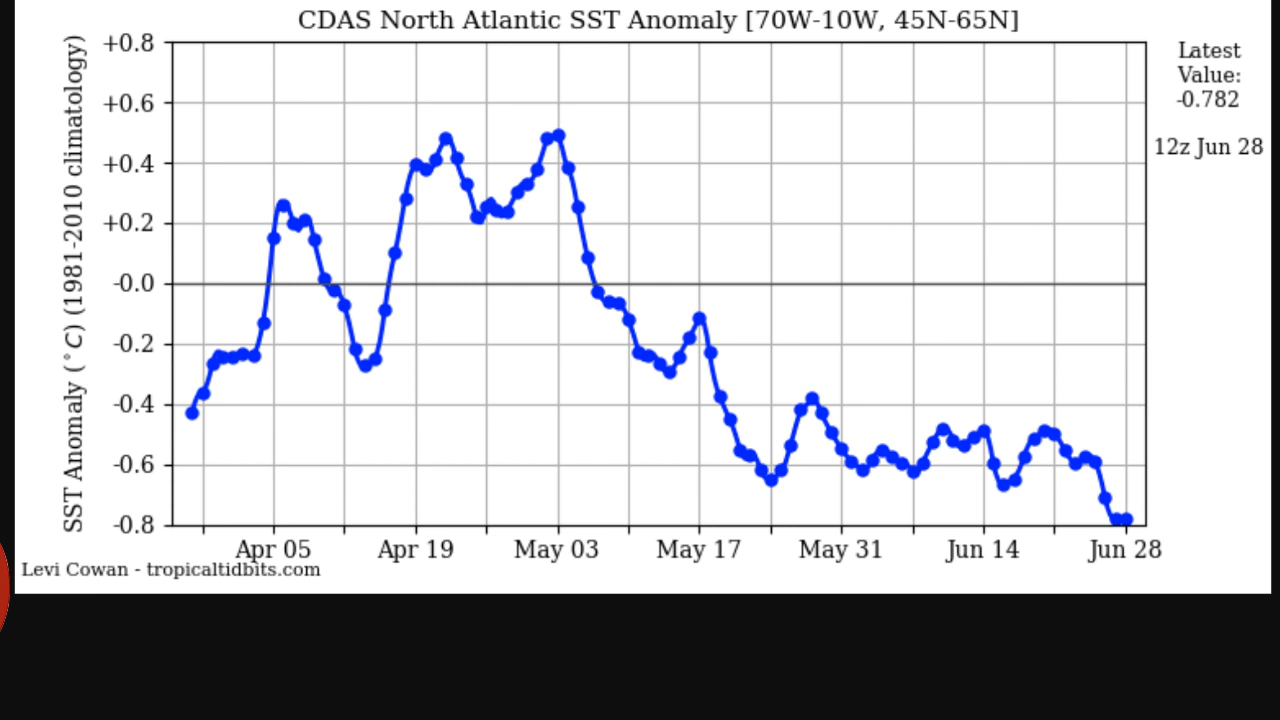 CDAS North Atlantic SST Anomaly [70W-10W, 45N-65N]
SST Anomaly (°C) (1981-2010 climatology)
+0.8
+0.6
+0.4
+0.2
-0.0
-0.2
-0.4
-0.6
-0.8
Apr 05 Apr 19 May 03 May 17 May 31 Jun 14 Jun 28
Latest
Value:
-0.782
12z Jun 28
Levi Cowan - tropicaltidbits.com